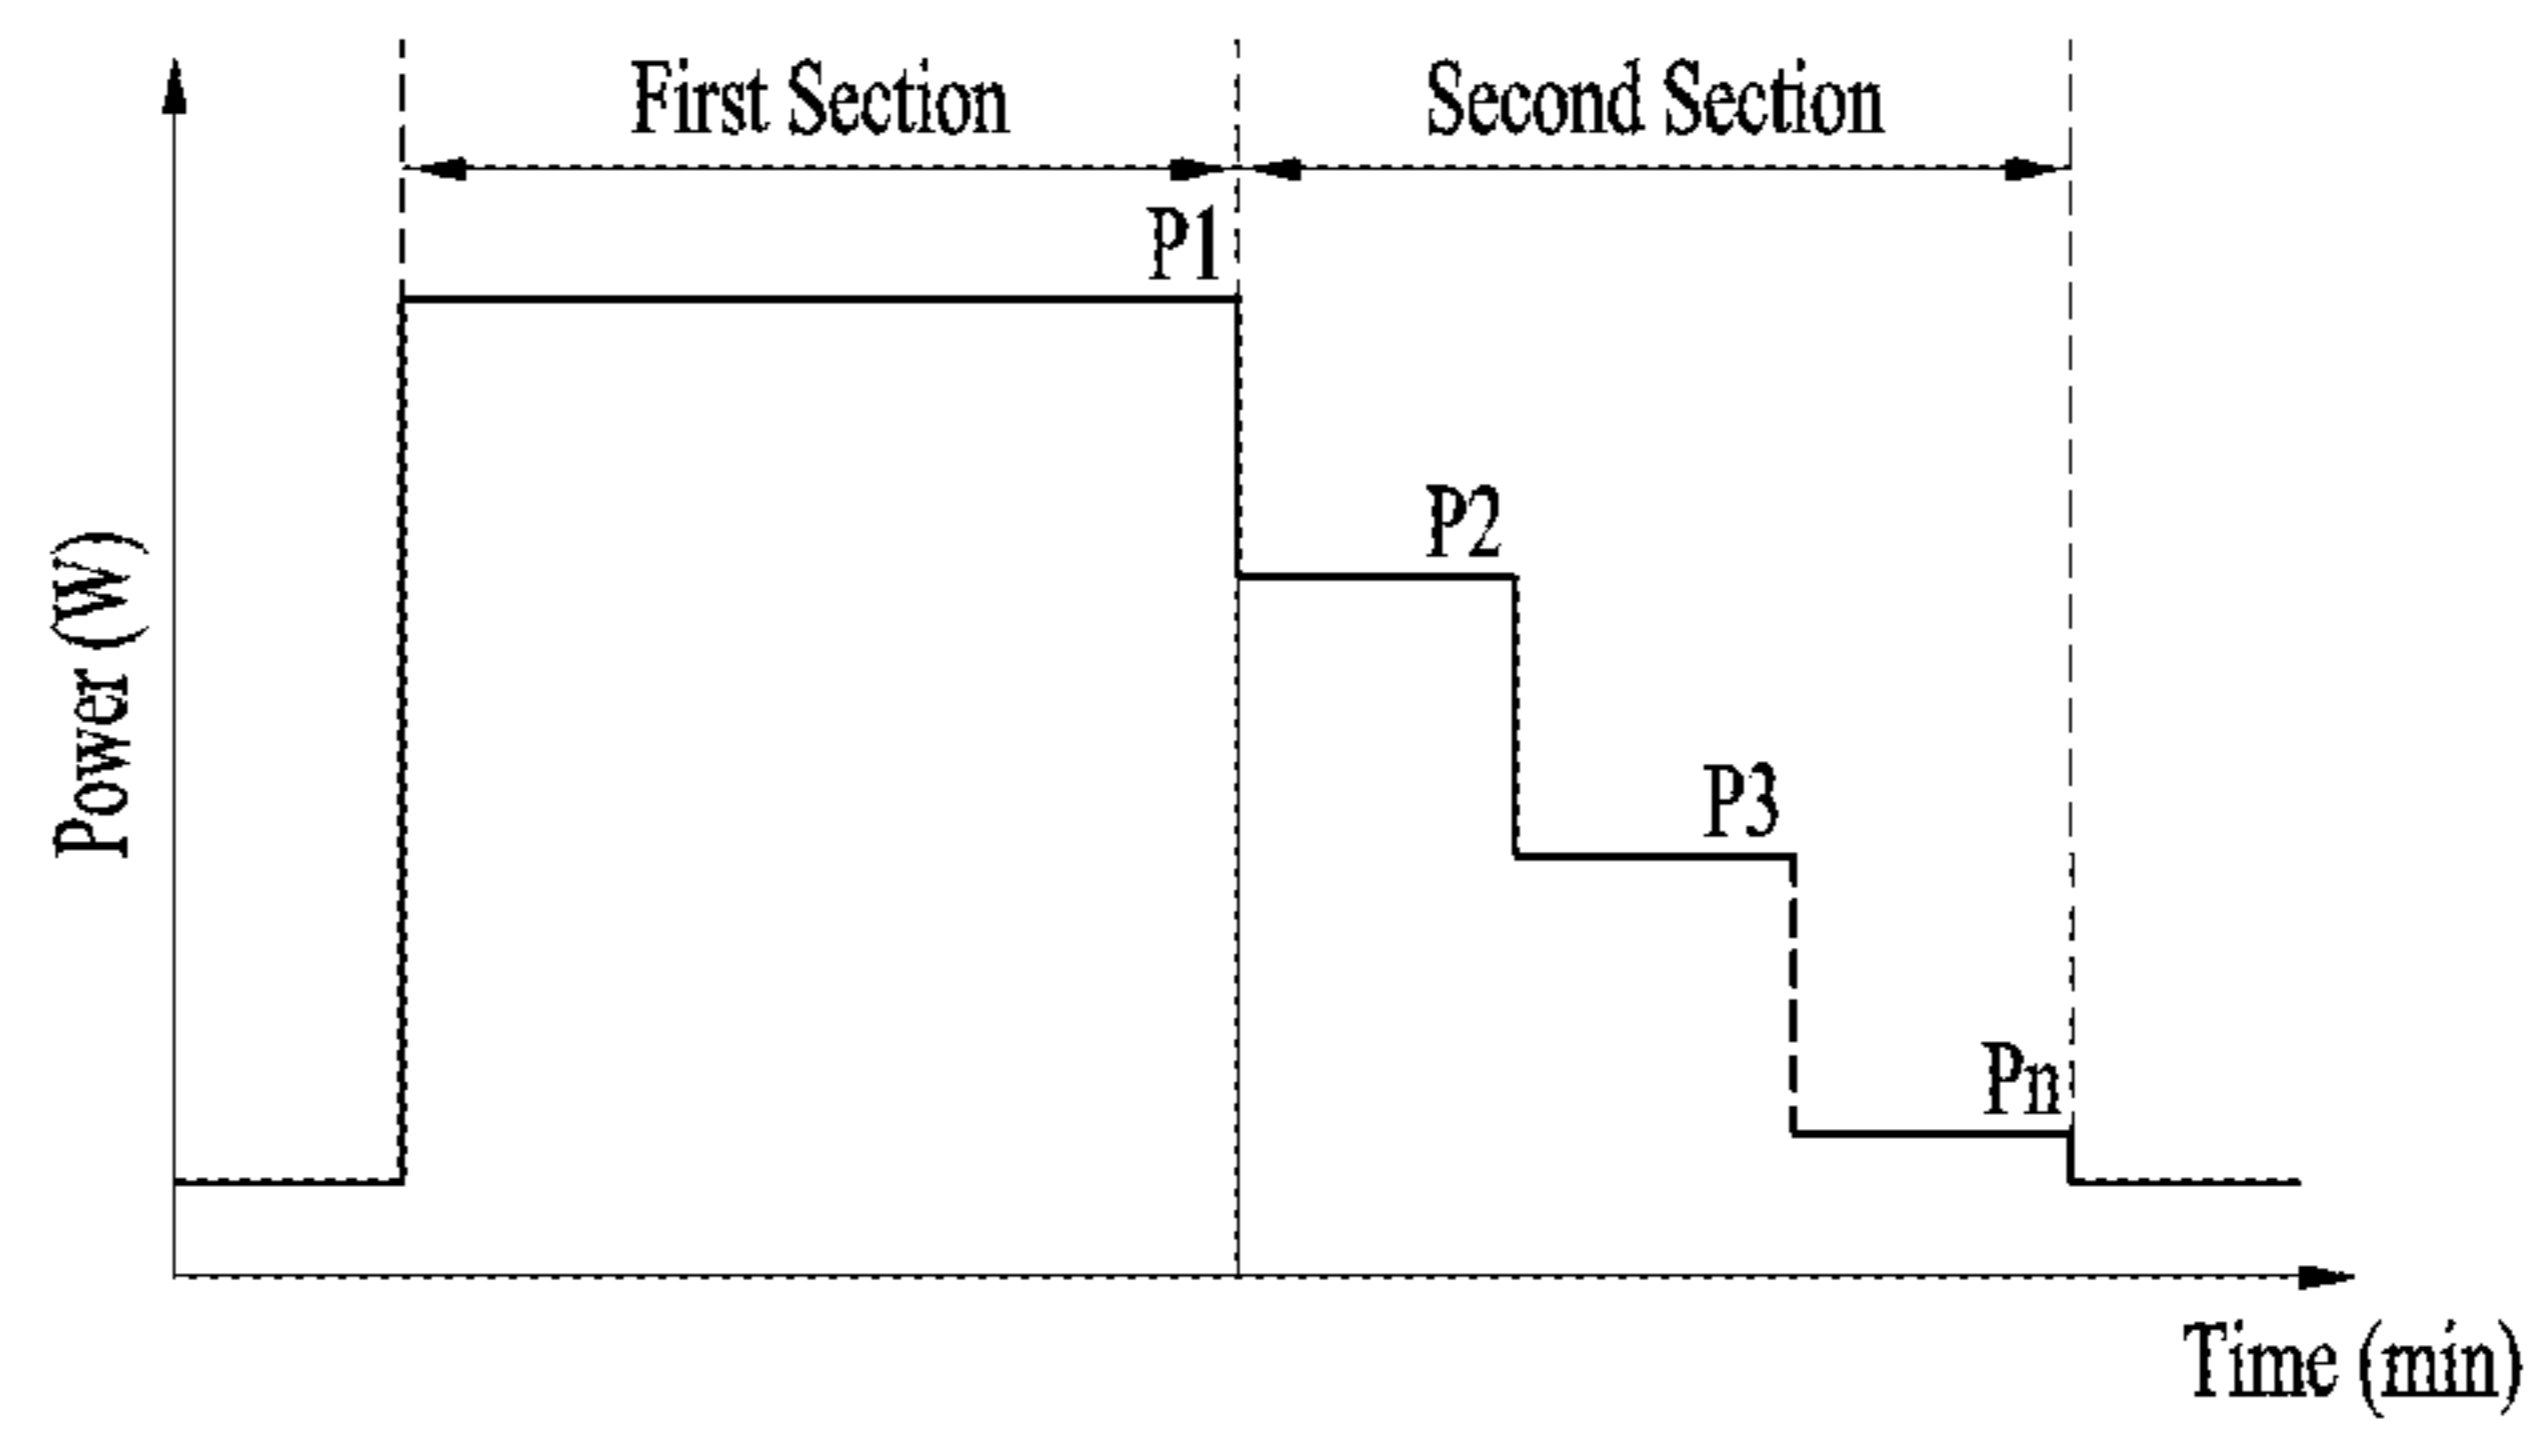 First Section
Second Section
P1
P2
P3
Pn
Power (W)
Time (min)